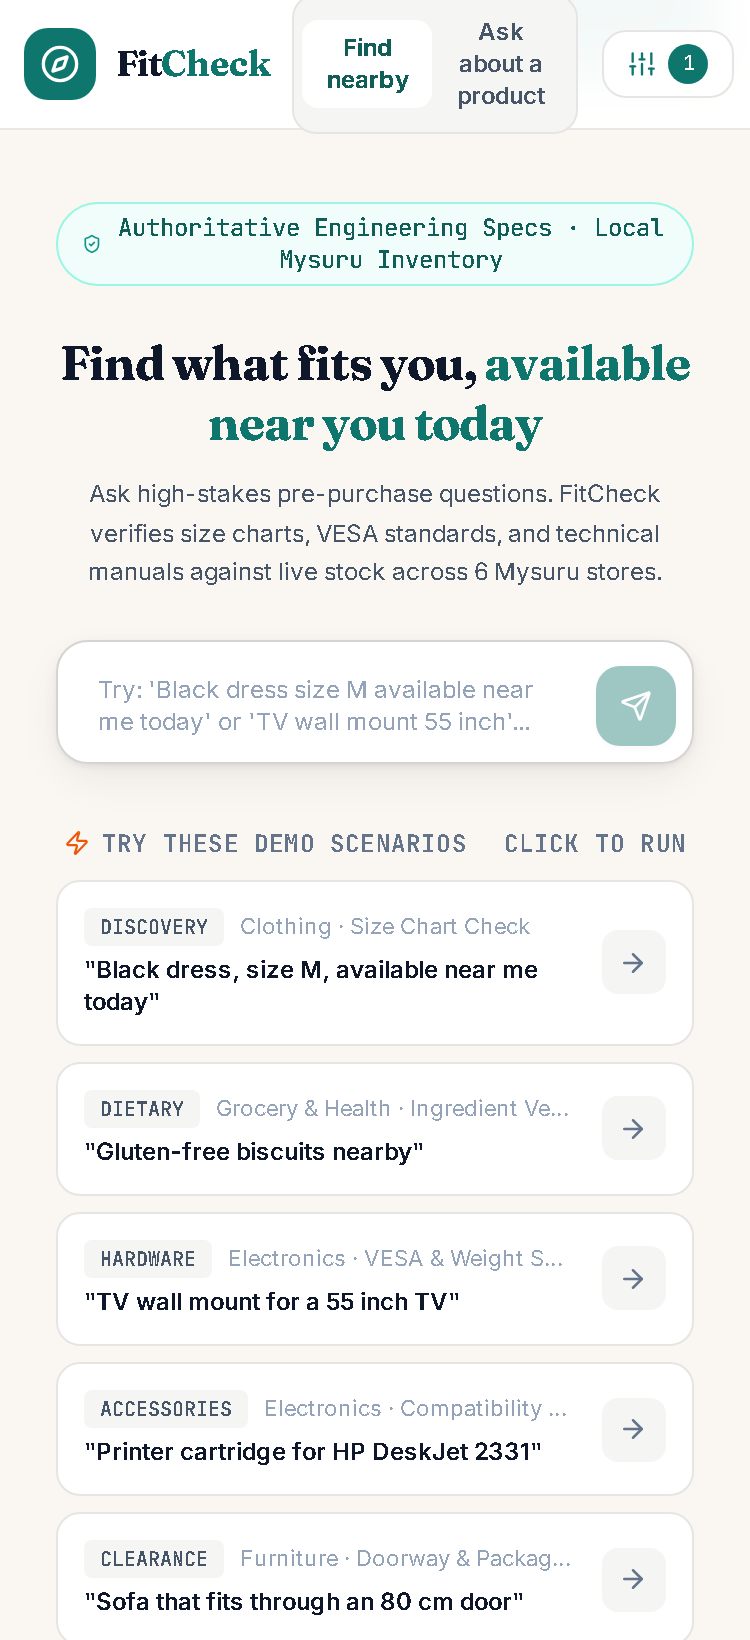 FitCheck
Find
nearby
Ask
about a
product
1
Authoritative Engineering Specs · Local
Mysuru Inventory
Find what fits you, available
near you today
Ask high-stakes pre-purchase questions. FitCheck
verifies size charts, VESA standards, and technical
manuals against live stock across 6 Mysuru stores.
Try: 'Black dress size M available near
me today' or 'TV wall mount 55 inch'...
TRY THESE DEMO SCENARIOS CLICK TO RUN
DISCOVERY Clothing · Size Chart Check
"Black dress, size M, available near me
today"
DIETARY Grocery & Health · Ingredient Ve...
"Gluten-free biscuits nearby"
HARDWARE Electronics · VESA & Weight S...
"TV wall mount for a 55 inch TV"
ACCESSORIES Electronics · Compatibility ...
"Printer cartridge for HP DeskJet 2331"
CLEARANCE Furniture · Doorway & Packag...
"Sofa that fits through an 80 cm door"